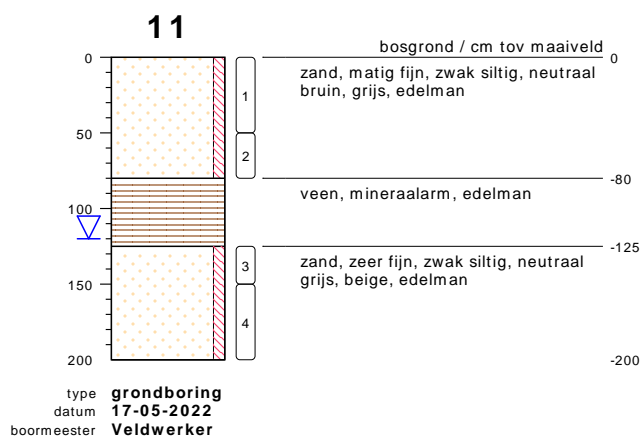 11
bosgrond / cm tov maaiveld
0
0
zand, matig fijn, zwak siltig, neutraal
bruin, grijs, edelman
1
50
2
-80
veen, mineraalarm, edelman
100
-125
zand, zeer fijn, zwak siltig, neutraal
grijs, beige, edelman
3
150
4
200
-200
type grondboring
datum 17-05-2022
boormeester Veldwerker